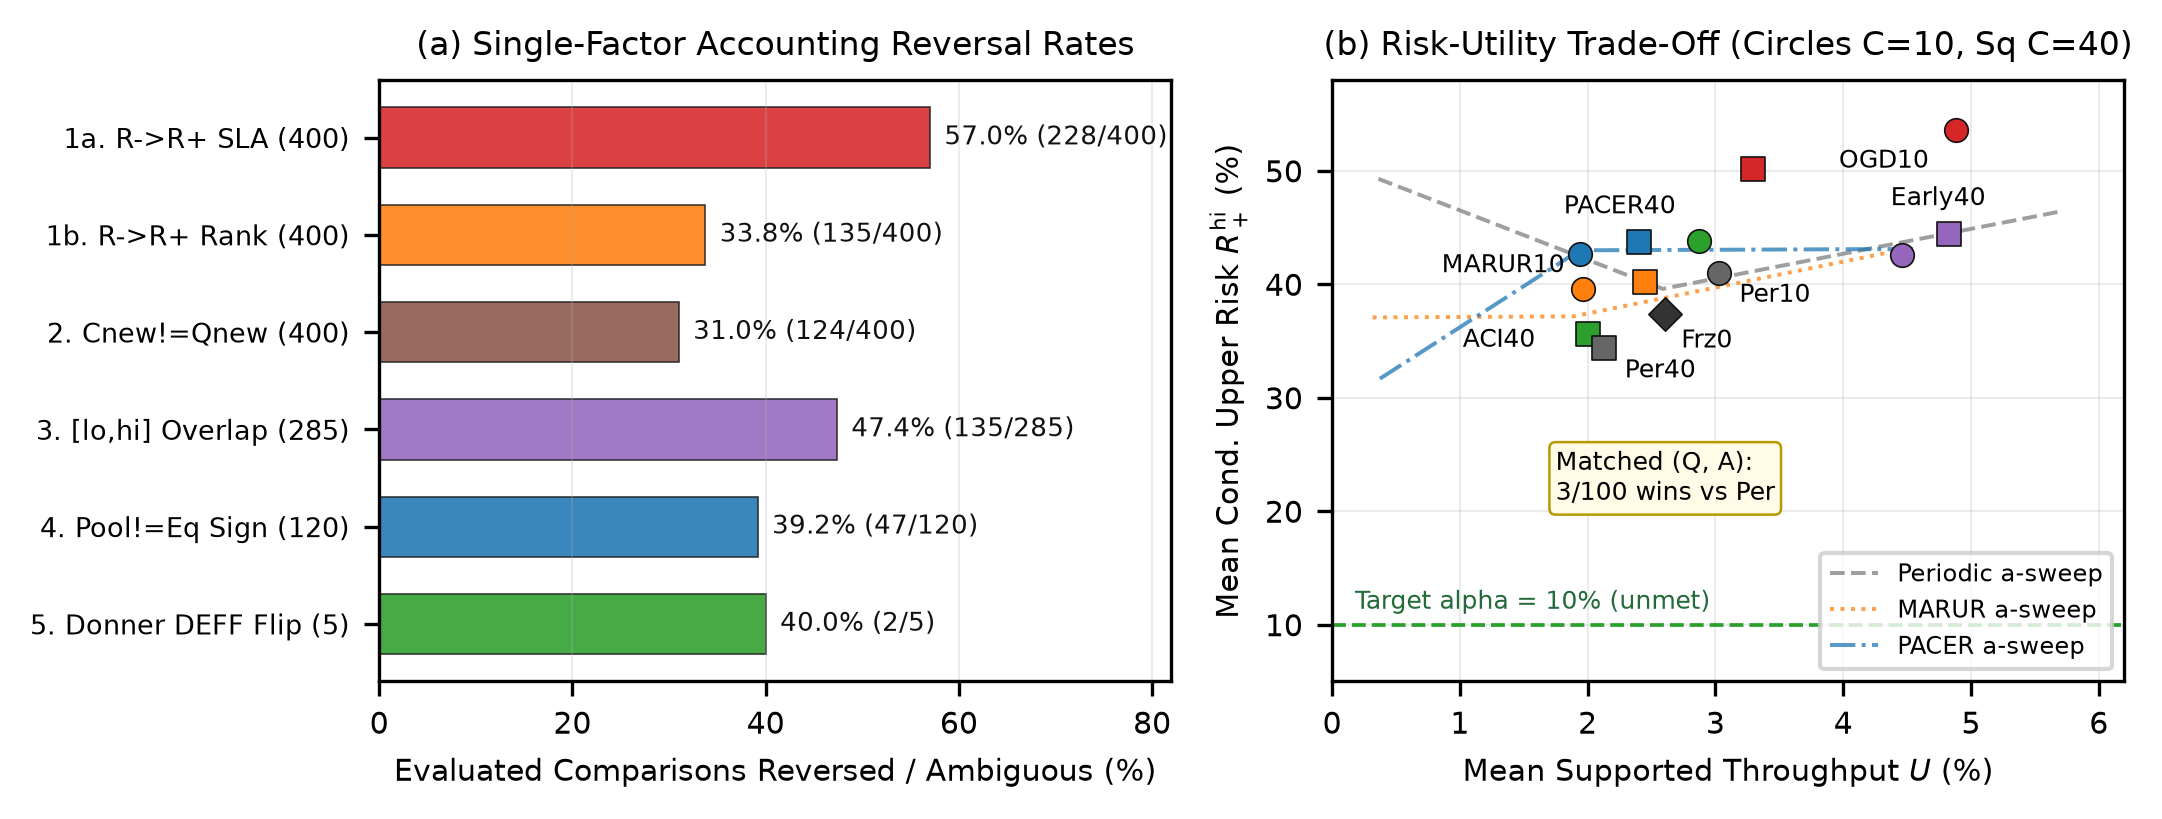 (a) Single-Factor Accounting Reversal Rates
1a. R->R+ SLA (400)
57.0% (228/400)
1b. R->R+ Rank (400)
33.8% (135/400)
2. Cnew!=Qnew (400)
31.0% (124/400)
3. [lo,hi] Overlap (285)
47.4% (135/285)
4. Pool!=Eq Sign (120)
39.2% (47/120)
5. Donner DEFF Flip (5)
40.0% (2/5)
0 20 40 60 80
Evaluated Comparisons Reversed / Ambiguous (%)
(b) Risk-Utility Trade-Off (Circles C=10, Sq C=40)
Mean Cond. Upper Risk R₊ʰⁱ (%)
50
40
30
20
10
OGD10
Early40
PACER40
MARUR10
Per10
ACI40
Frz0
Per40
Matched (Q, A):
3/100 wins vs Per
Target alpha = 10% (unmet)
Periodic a-sweep
MARUR a-sweep
PACER a-sweep
0 1 2 3 4 5 6
Mean Supported Throughput U (%)